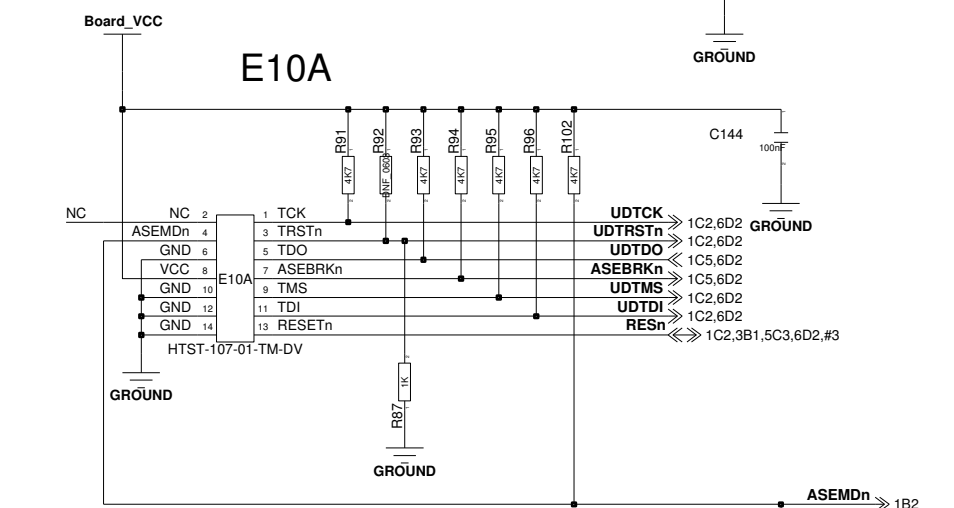 Board_VCC
GROUND
E10A
R91
R92
R93
R94
R95
R96
R102
C144
100nF
4K7
DNF_0603
4K7
4K7
4K7
4K7
4K7
NC
NC 2
1 TCK
UDTCK
1C2,6D2
GROUND
ASEMDn 4
3 TRSTn
UDTRSTn
1C2,6D2
GND 6
5 TDO
UDTDO
1C5,6D2
VCC 8
E10A
7 ASEBRKn
ASEBRKn
1C5,6D2
GND 10
9 TMS
UDTMS
1C2,6D2
GND 12
11 TDI
UDTDI
1C2,6D2
GND 14
13 RESETn
RESn
1C2,3B1,5C3,6D2,#3
HTST-107-01-TM-DV
GROUND
1K
R87
GROUND
ASEMDn
1B2